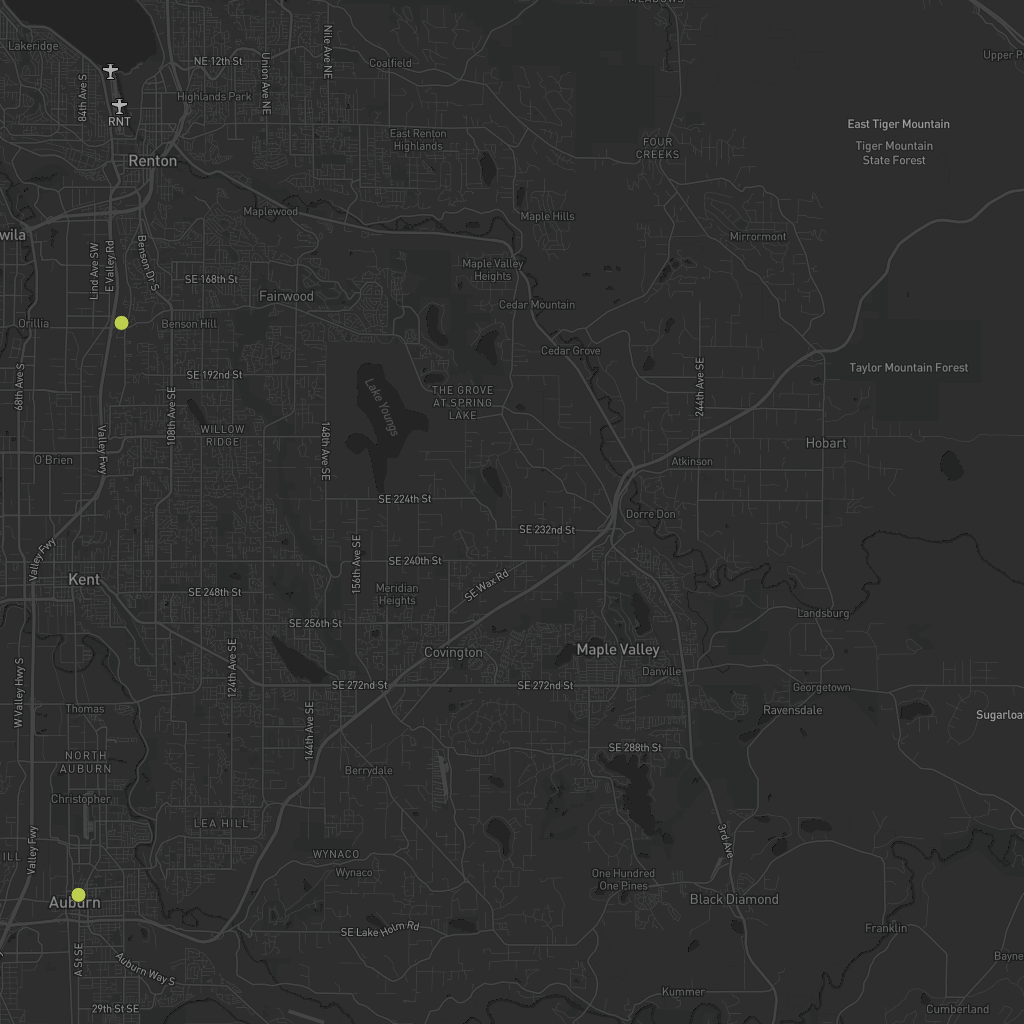 MEADOWS
Lakeridge
NE 12th St
Union Ave NE
Nile Ave NE
Coalfield
Upper P
84th Ave S
Highlands Park
RNT
East Renton
Highlands
FOUR
CREEKS
East Tiger Mountain
Tiger Mountain
State Forest
Renton
Maplewood
Maple Hills
wila
Lind Ave SW
E Valley Rd
Benson Dr S
Mirrormont
SE 168th St
Maple Valley
Heights
Fairwood
Cedar Mountain
Orillia
Benson Hill
Cedar Grove
68th Ave S
SE 192nd St
Taylor Mountain Forest
THE GROVE
AT SPRING
LAKE
Lake Youngs
244th Ave SE
108th Ave SE
WILLOW
RIDGE
148th Ave SE
Valley Fwy
Hobart
O'Brien
Atkinson
SE 224th St
Dorre Don
SE 232nd St
Valley Fwy
156th Ave SE
SE 240th St
Kent
SE 248th St
Meridian
Heights
SE Wax Rd
Landsburg
SE 256th St
124th Ave SE
Covington
Maple Valley
Danville
W Valley Hwy S
SE 272nd St
SE 272nd St
Georgetown
Thomas
144th Ave SE
Ravensdale
Sugarloa
SE 288th St
NORTH
AUBURN
Berrydale
Christopher
LEA HILL
3rd Ave
ILL
Valley Fwy
WYNACO
Wynaco
One Hundred
One Pines
Auburn
Black Diamond
SE Lake Holm Rd
Franklin
A St SE
Auburn Way S
Bayne
Kummer
29th St SE
Cumberland